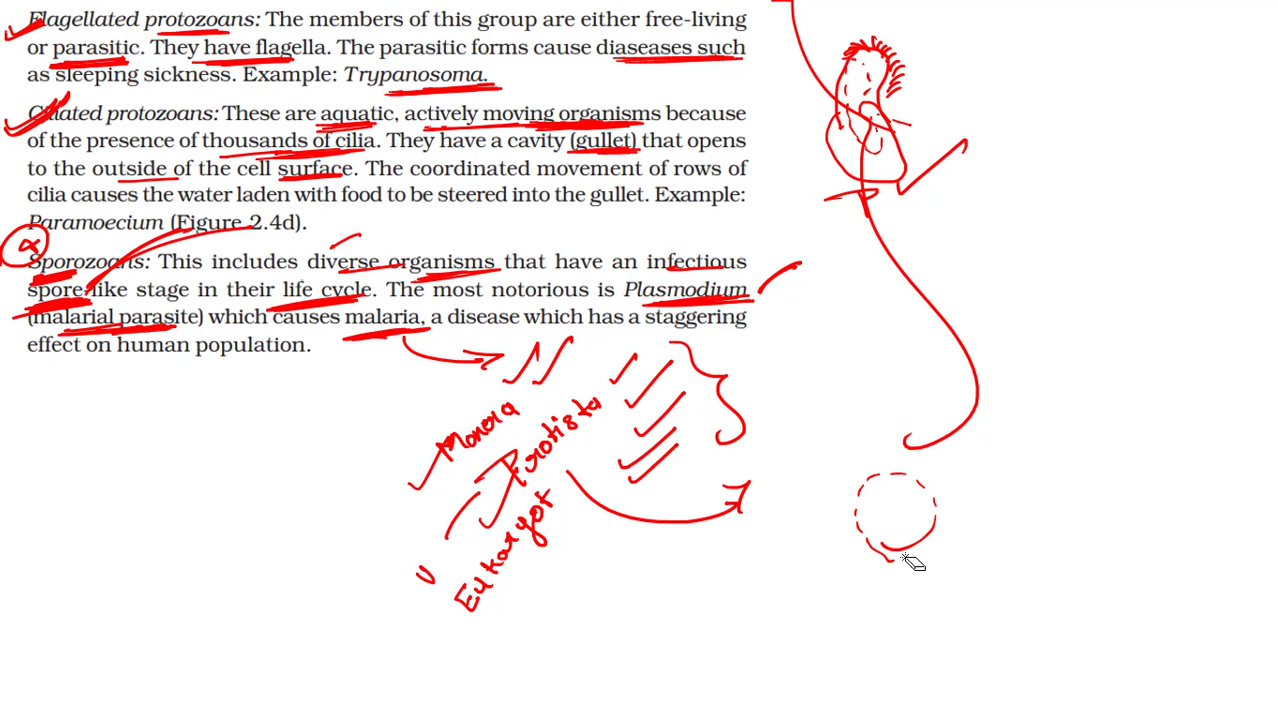 Flagellated protozoans: The members of this group are either free-living
or parasitic. They have flagella. The parasitic forms cause diaseases such
as sleeping sickness. Example: Trypanosoma.
Ciliated protozoans: These are aquatic, actively moving organisms because
of the presence of thousands of cilia. They have a cavity (gullet) that opens
to the outside of the cell surface. The coordinated movement of rows of
cilia causes the water laden with food to be steered into the gullet. Example:
Paramoecium (Figure 2.4d).
Sporozoans: This includes diverse organisms that have an infectious
spore-like stage in their life cycle. The most notorious is Plasmodium
(malarial parasite) which causes malaria, a disease which has a staggering
effect on human population.
Monera
Protista
Eukaryot